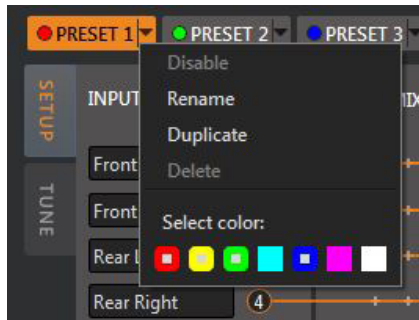 PRESET 1
PRESET 2
PRESET 3
SETUP
TUNE
INPUT
Disable
Rename
Duplicate
Delete
Select color:
Front
Front
Rear L
Rear Right
4